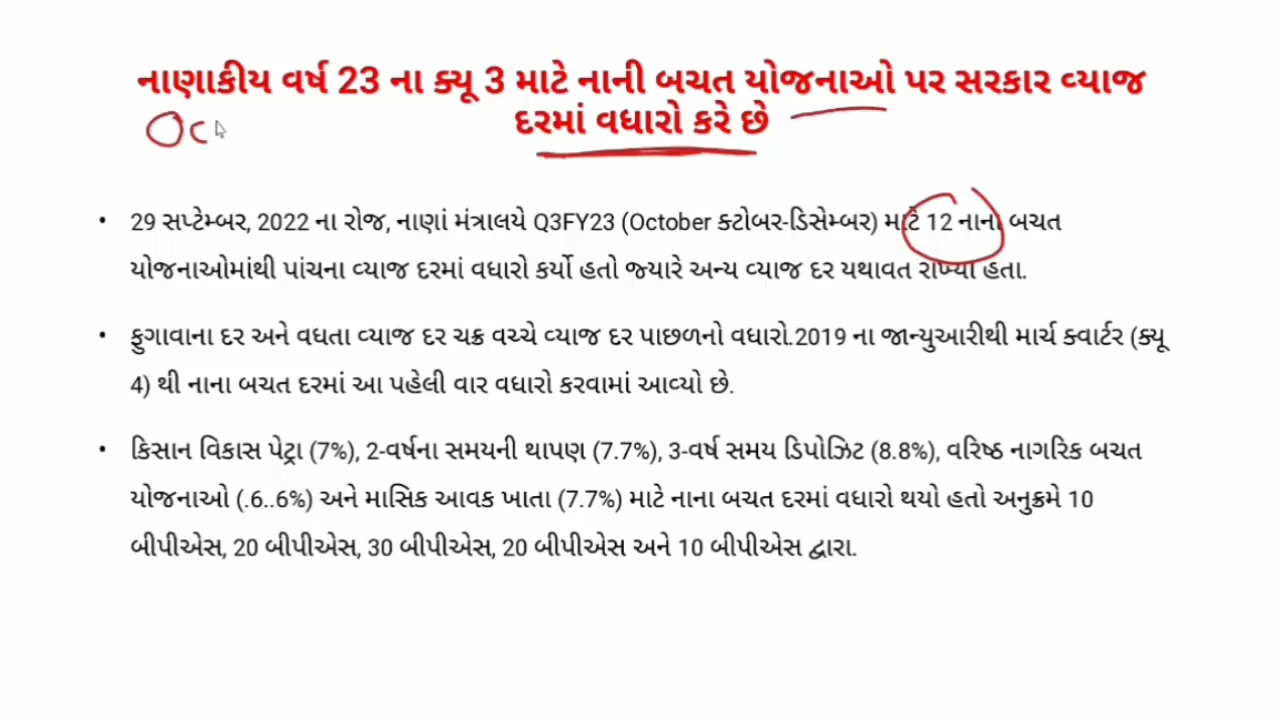 નાણાકીય વર્ષ 23 ના ક્યૂ 3 માટે નાની બચત યોજનાઓ પર સરકાર વ્યાજ
દરમાં વધારો કરે છે
Oc
• 29 સપ્ટેમ્બર, 2022 ના રોજ, નાણાં મંત્રાલયે Q3FY23 (October ક્ટોબર-ડિસેમ્બર) માટે 12 નાના બચત
યોજનાઓમાંથી પાંચના વ્યાજ દરમાં વધારો કર્યો હતો જ્યારે અન્ય વ્યાજ દર યથાવત રાખ્યા હતા.
• ફુગાવાના દર અને વધતા વ્યાજ દર ચક્ર વચ્ચે વ્યાજ દર પાછળનો વધારો.2019 ના જાન્યુઆરીથી માર્ચ ક્વાર્ટર (ક્યૂ
4) થી નાના બચત દરમાં આ પહેલી વાર વધારો કરવામાં આવ્યો છે.
• કિસાન વિકાસ પેટ્રા (7%), 2-વર્ષના સમયની થાપણ (7.7%), 3-વર્ષ સમય ડિપોઝિટ (8.8%), વરિષ્ઠ નાગરિક બચત
યોજનાઓ (.6..6%) અને માસિક આવક ખાતા (7.7%) માટે નાના બચત દરમાં વધારો થયો હતો અનુક્રમે 10
બીપીએસ, 20 બીપીએસ, 30 બીપીએસ, 20 બીપીએસ અને 10 બીપીએસ દ્વારા.